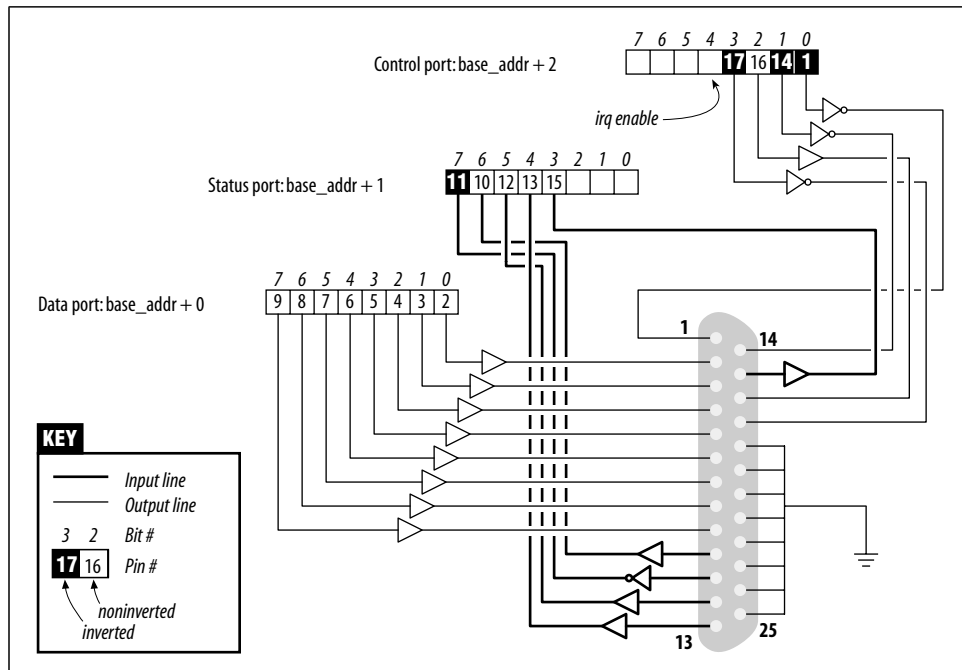 7 6 5 4 3 2 1 0
Control port: base_addr + 2
17 16 14 1
irq enable
7 6 5 4 3 2 1 0
Status port: base_addr + 1
11 10 12 13 15
7 6 5 4 3 2 1 0
Data port: base_addr + 0
9 8 7 6 5 4 3 2
1
14
13
25
KEY
Input line
Output line
3 2 Bit #
17 16 Pin #
noninverted
inverted